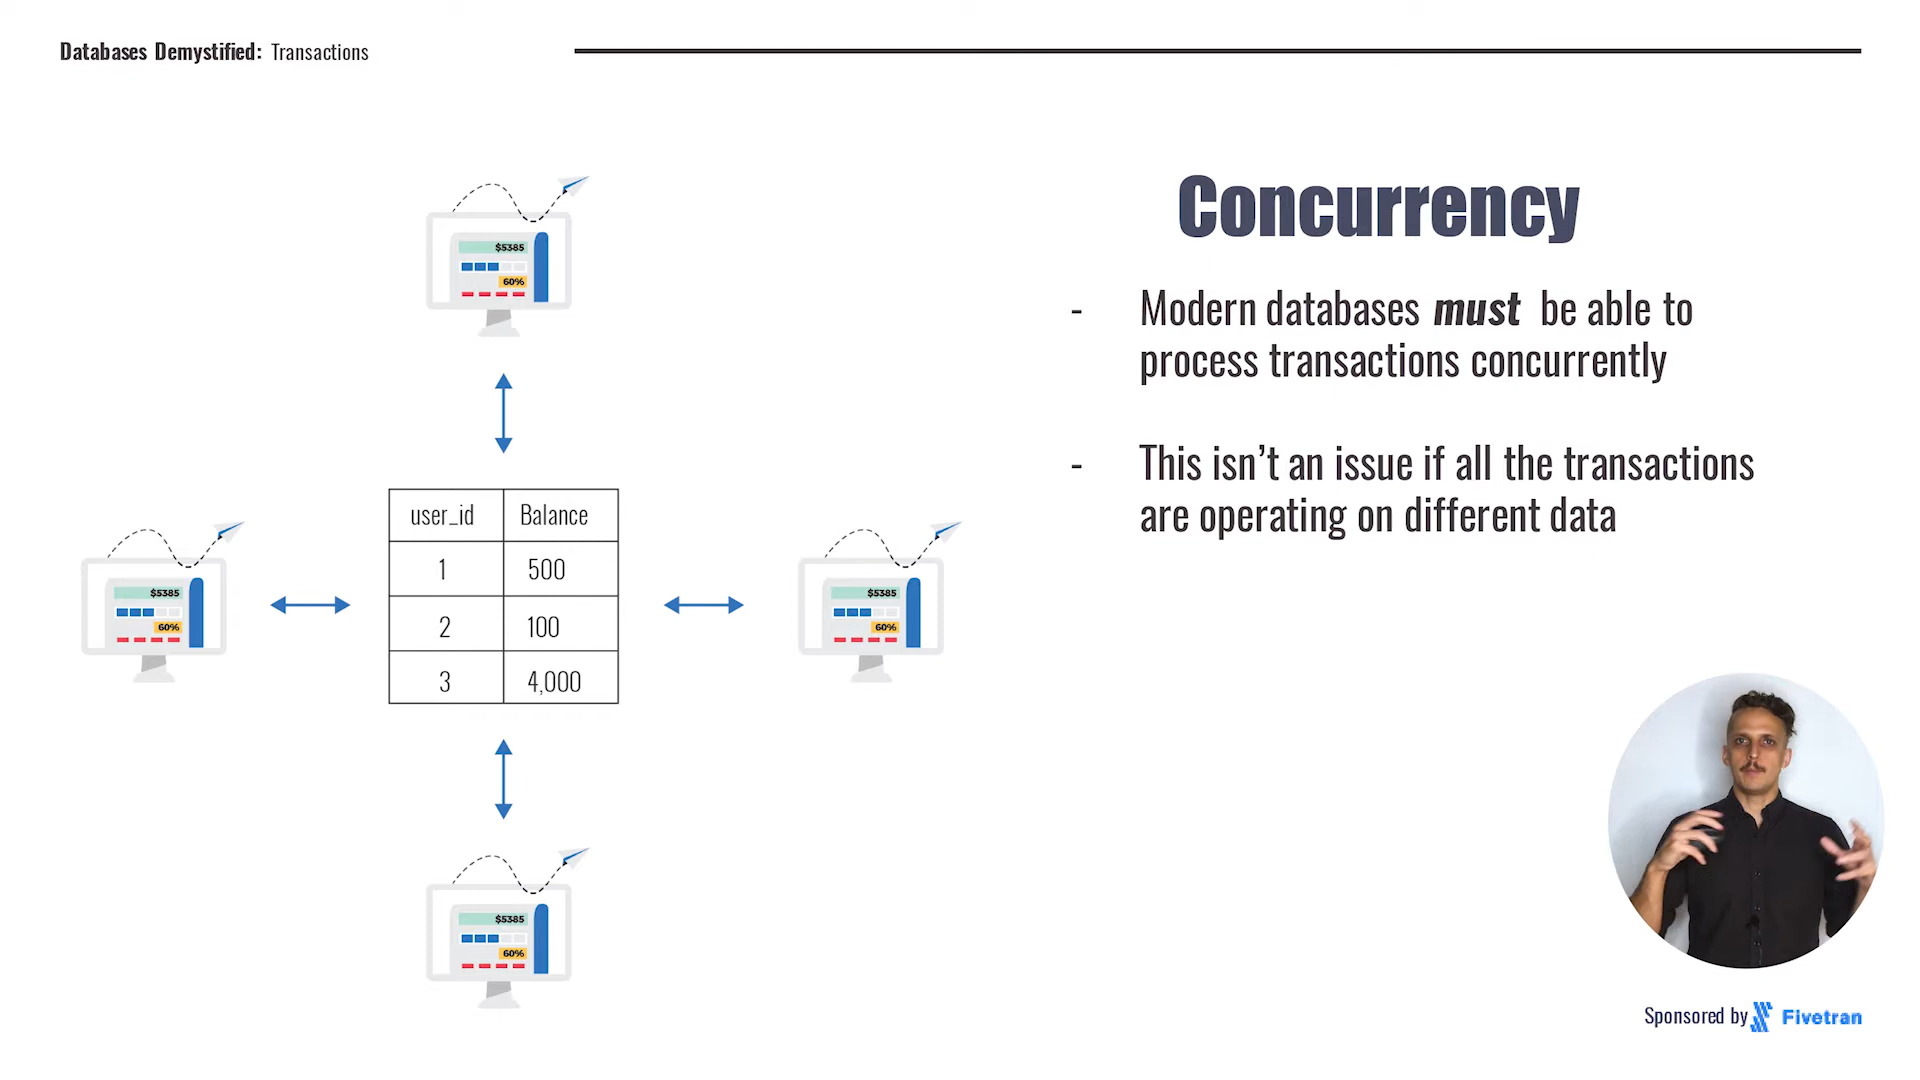 Databases Demystified: Transactions
Concurrency
- Modern databases must be able to
process transactions concurrently
- This isn't an issue if all the transactions
are operating on different data
$5385
60%
user_id Balance
1 500
2 100
3 4,000
$5385
60%
$5385
60%
$5385
60%
Sponsored by Fivetran